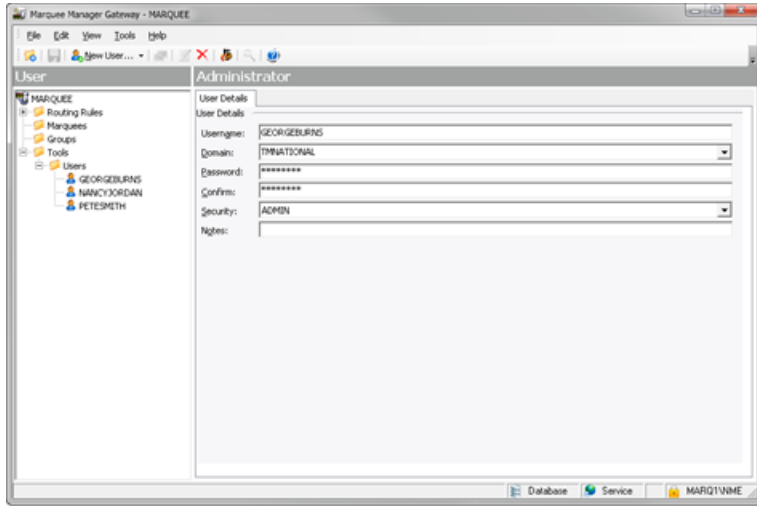 Marquee Manager Gateway - MARQUEE
File Edit View Tools Help
New User...
User
Administrator
MARQUEE
Routing Rules
Marquees
Groups
Tools
Users
GEORGEBURNS
NANCYJORDAN
PETESMITH
User Details
User Details
Username: GEORGEBURNS
Domain: TMNATIONAL
Password: ********
Confirm: ********
Security: ADMIN
Notes:
Database Service MARQ1\NME